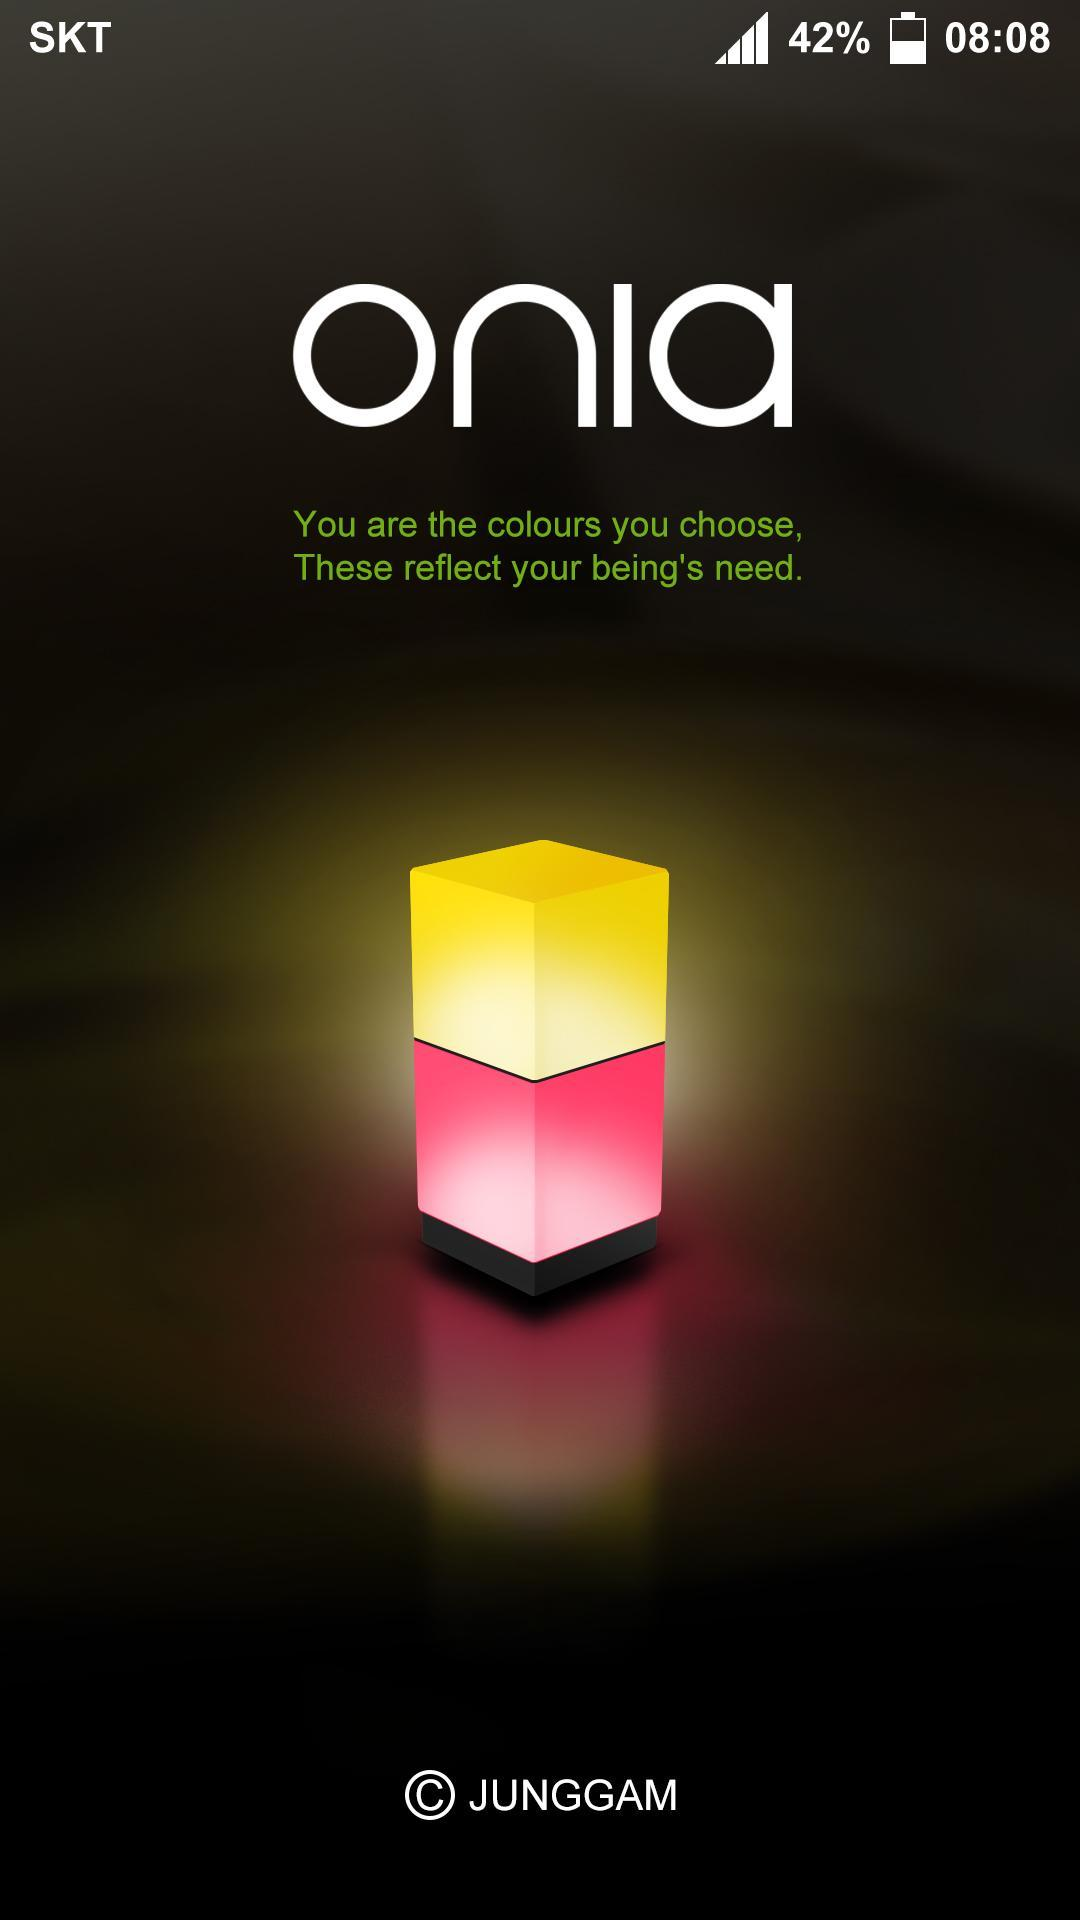 SKT 42% 08:08
onia
You are the colours you choose,
These reflect your being's need.
© JUNGGAM